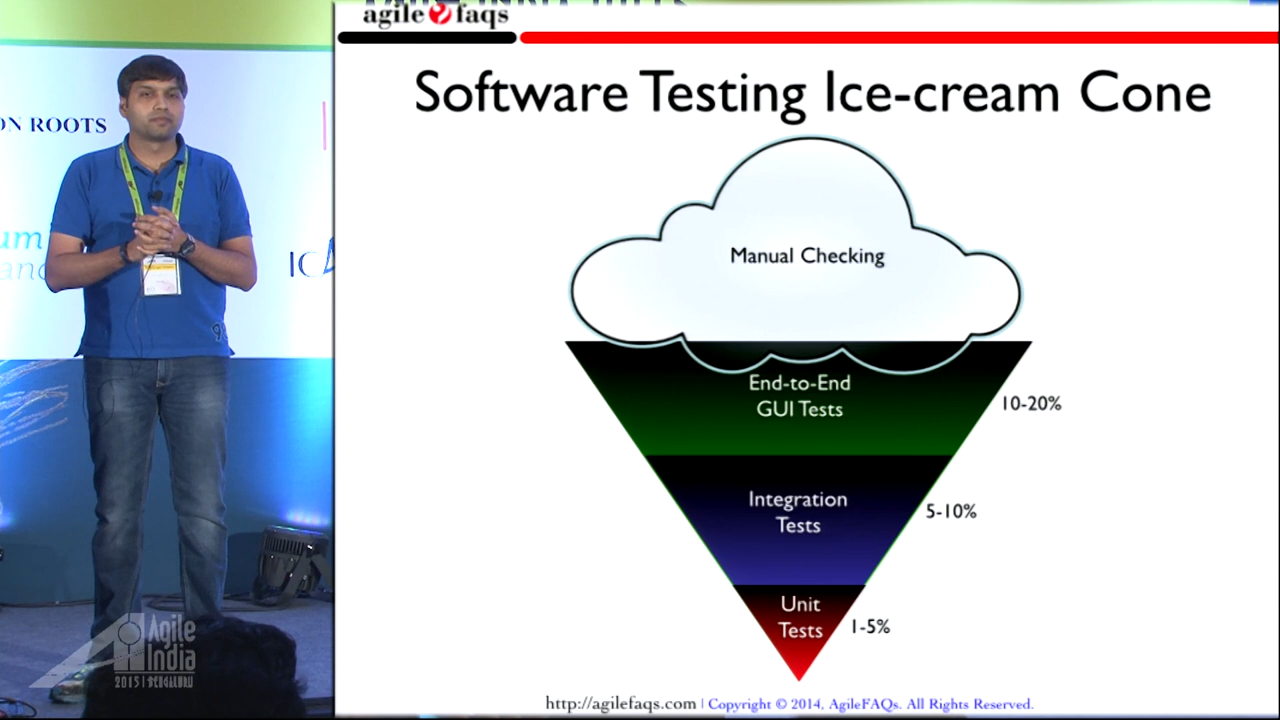 agile faqs
Software Testing Ice-cream Cone
Manual Checking
End-to-End
GUI Tests
10-20%
Integration
Tests
5-10%
Unit
Tests
1-5%
http://agilefaqs.com | Copyright © 2014, AgileFAQs. All Rights Reserved.
ON ROOTS
Agile
India
2015 | BENGALURU